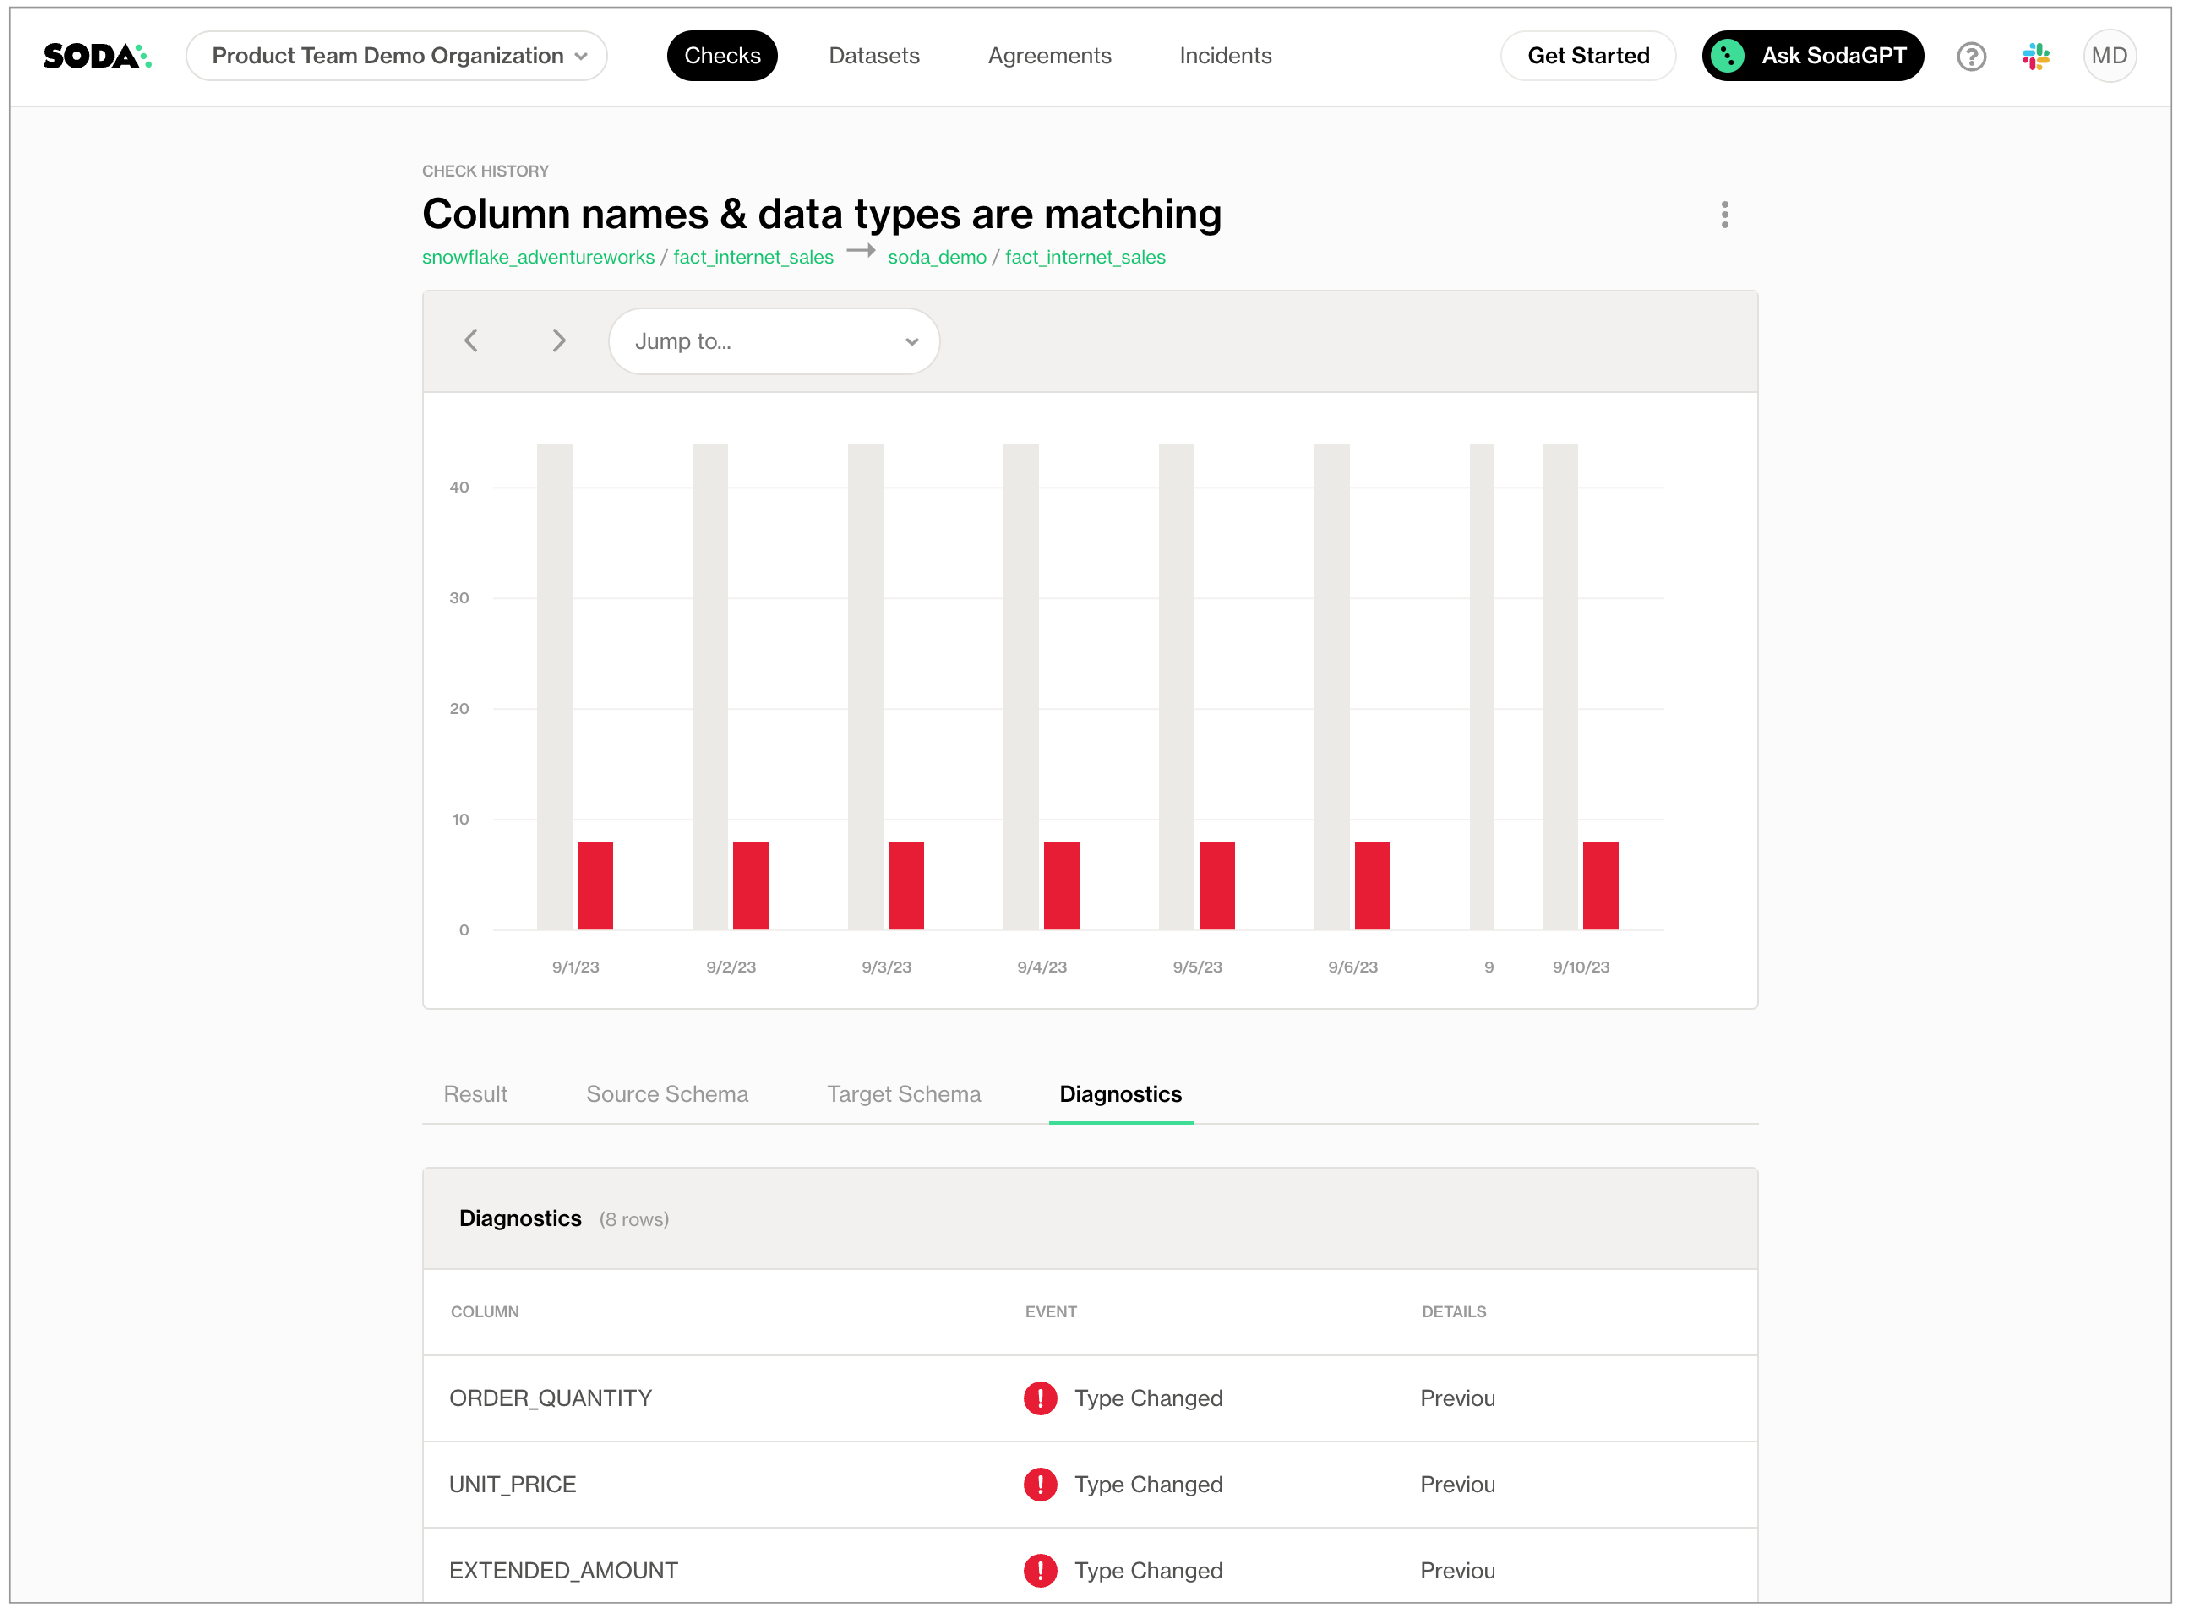 SODA Product Team Demo Organization Checks Datasets Agreements Incidents Get Started Ask SodaGPT ? MD
CHECK HISTORY
Column names & data types are matching
snowflake_adventureworks / fact_internet_sales → soda_demo / fact_internet_sales
Jump to...
40
30
20
10
0
9/1/23 9/2/23 9/3/23 9/4/23 9/5/23 9/6/23 9 9/10/23
Result Source Schema Target Schema Diagnostics
Diagnostics (8 rows)
COLUMN EVENT DETAILS
ORDER_QUANTITY ! Type Changed Previou
UNIT_PRICE ! Type Changed Previou
EXTENDED_AMOUNT ! Type Changed Previou